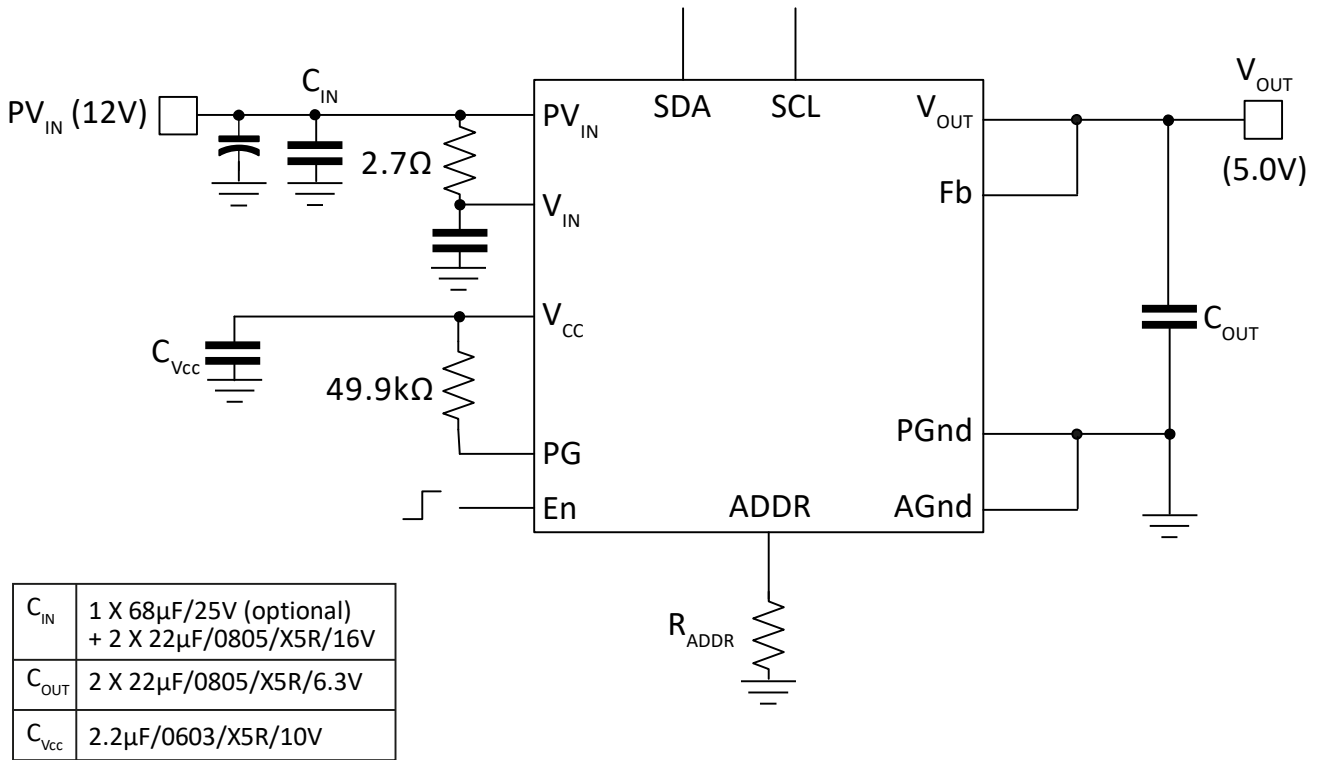 C_IN
PV_IN (12V)
PV_IN
SDA
SCL
V_OUT
V_OUT
(5.0V)
2.7Ω
Fb
V_IN
V_CC
C_OUT
C_Vcc
49.9kΩ
PGnd
PG
En
ADDR
AGnd
R_ADDR
C_IN 1 X 68µF/25V (optional)
+ 2 X 22µF/0805/X5R/16V
C_OUT 2 X 22µF/0805/X5R/6.3V
C_Vcc 2.2µF/0603/X5R/10V